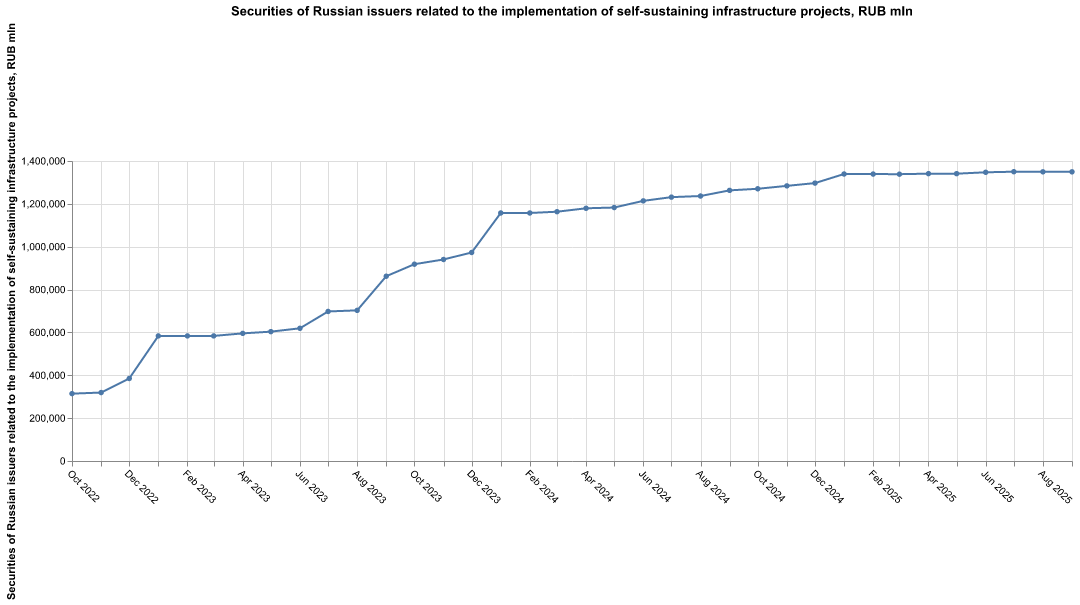 Securities of Russian issuers related to the implementation of self-sustaining infrastructure projects, RUB mln
Securities of Russian issuers related to the implementation of self-sustaining infrastructure projects, RUB mln
1,400,000
1,200,000
1,000,000
800,000
600,000
400,000
200,000
0
Oct 2022
Dec 2022
Feb 2023
Apr 2023
Jun 2023
Aug 2023
Oct 2023
Dec 2023
Feb 2024
Apr 2024
Jun 2024
Aug 2024
Oct 2024
Dec 2024
Feb 2025
Apr 2025
Jun 2025
Aug 2025